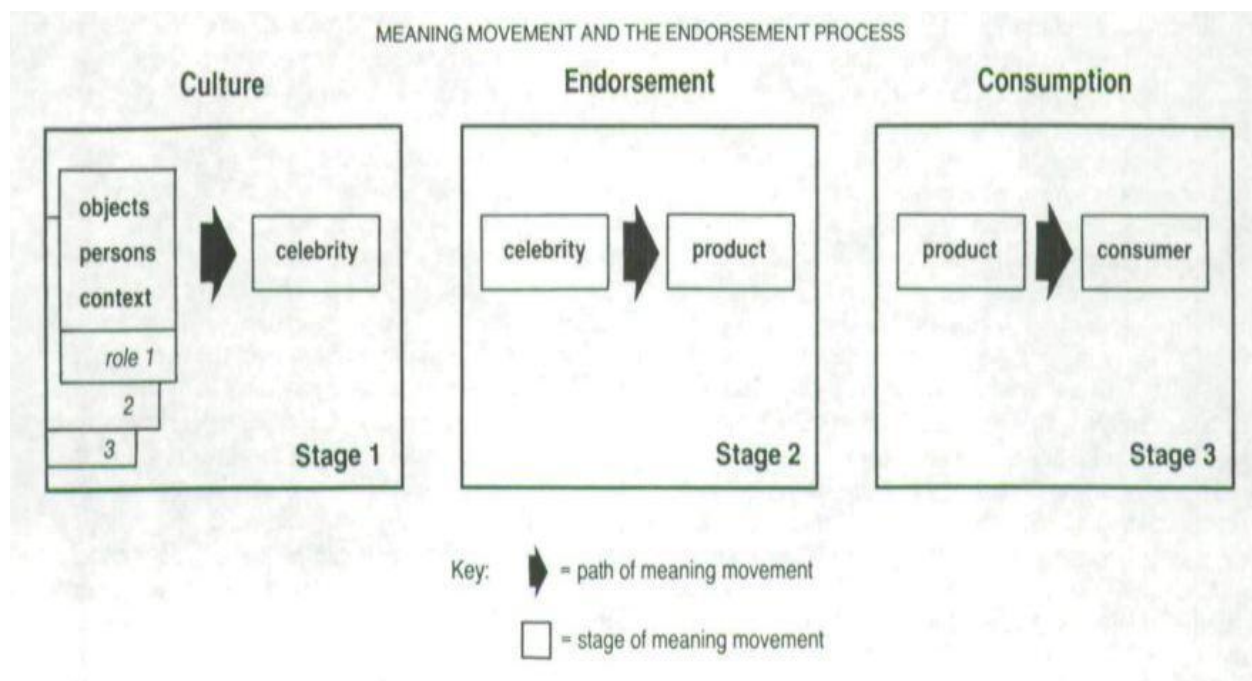 MEANING MOVEMENT AND THE ENDORSEMENT PROCESS
Culture
Endorsement
Consumption
objects
persons
context
role 1
2
3
celebrity
Stage 1
celebrity
product
Stage 2
product
consumer
Stage 3
Key:
= path of meaning movement
= stage of meaning movement